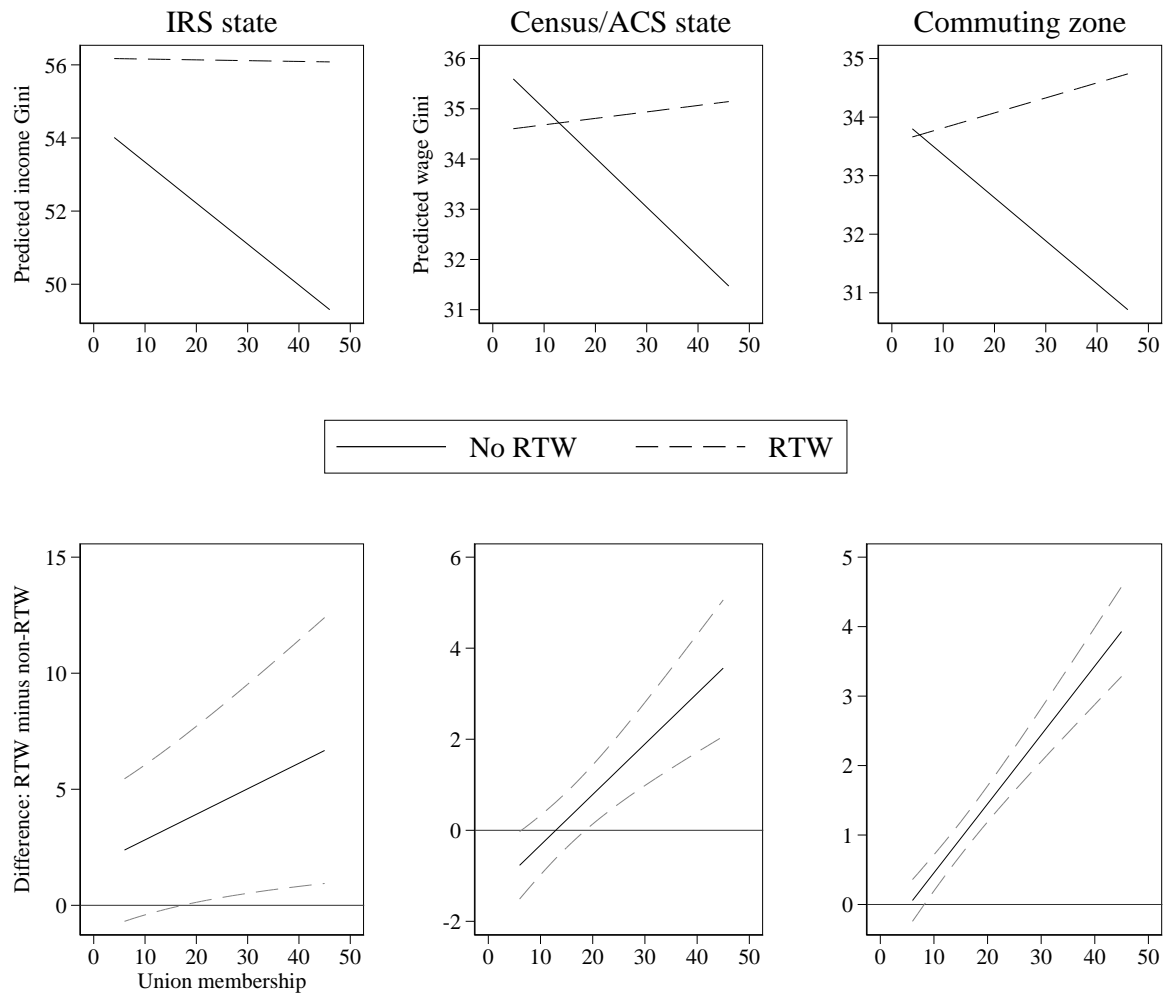 IRS state
Census/ACS state
Commuting zone
Predicted income Gini
56
54
52
50
0 10 20 30 40 50
Predicted wage Gini
36
35
34
33
32
31
0 10 20 30 40 50
35
34
33
32
31
30
0 10 20 30 40 50
No RTW
RTW
Difference: RTW minus non-RTW
15
10
5
0
0 10 20 30 40 50
Union membership
6
4
2
0
-2
0 10 20 30 40 50
5
4
3
2
1
0
0 10 20 30 40 50